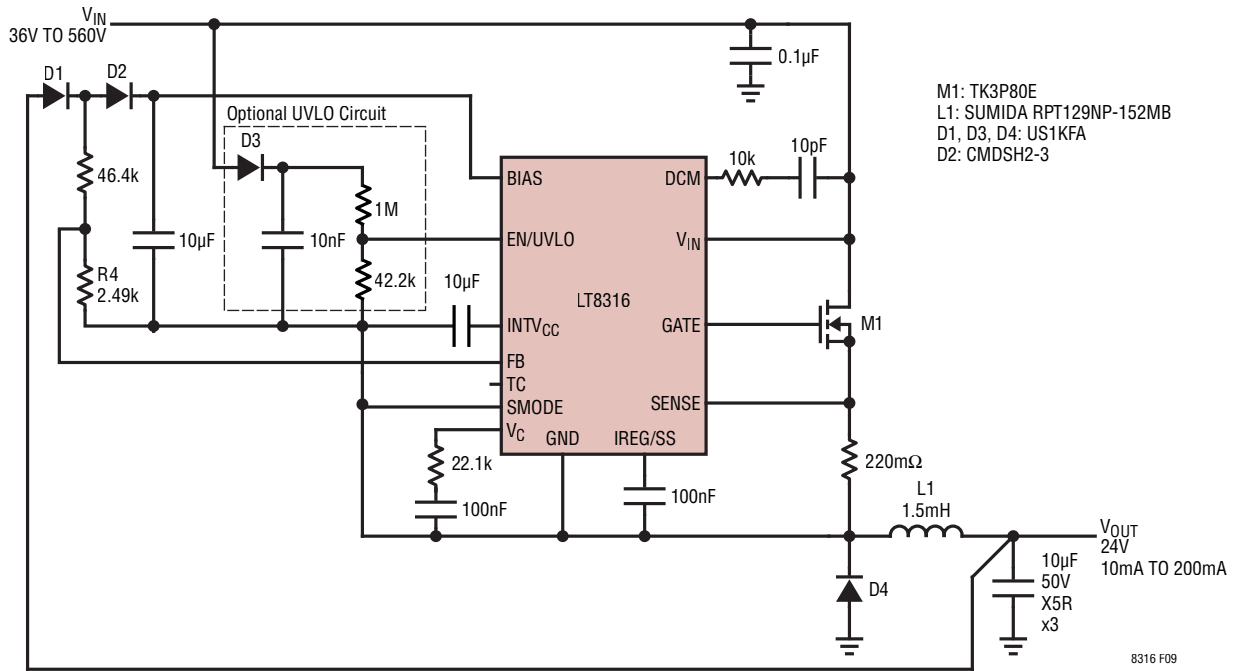 VIN
36V TO 560V
D1
D2
0.1µF
M1: TK3P80E
L1: SUMIDA RPT129NP-152MB
D1, D3, D4: US1KFA
D2: CMDSH2-3
Optional UVLO Circuit
D3
46.4k
1M
10µF
10nF
R4
2.49k
42.2k
10µF
10k
10pF
BIAS
DCM
EN/UVLO
VIN
LT8316
INTVCC
GATE
M1
FB
TC
SMODE
SENSE
VC
GND
IREG/SS
22.1k
100nF
100nF
220mΩ
L1
1.5mH
VOUT
24V
10mA TO 200mA
D4
10µF
50V
X5R
x3
8316 F09